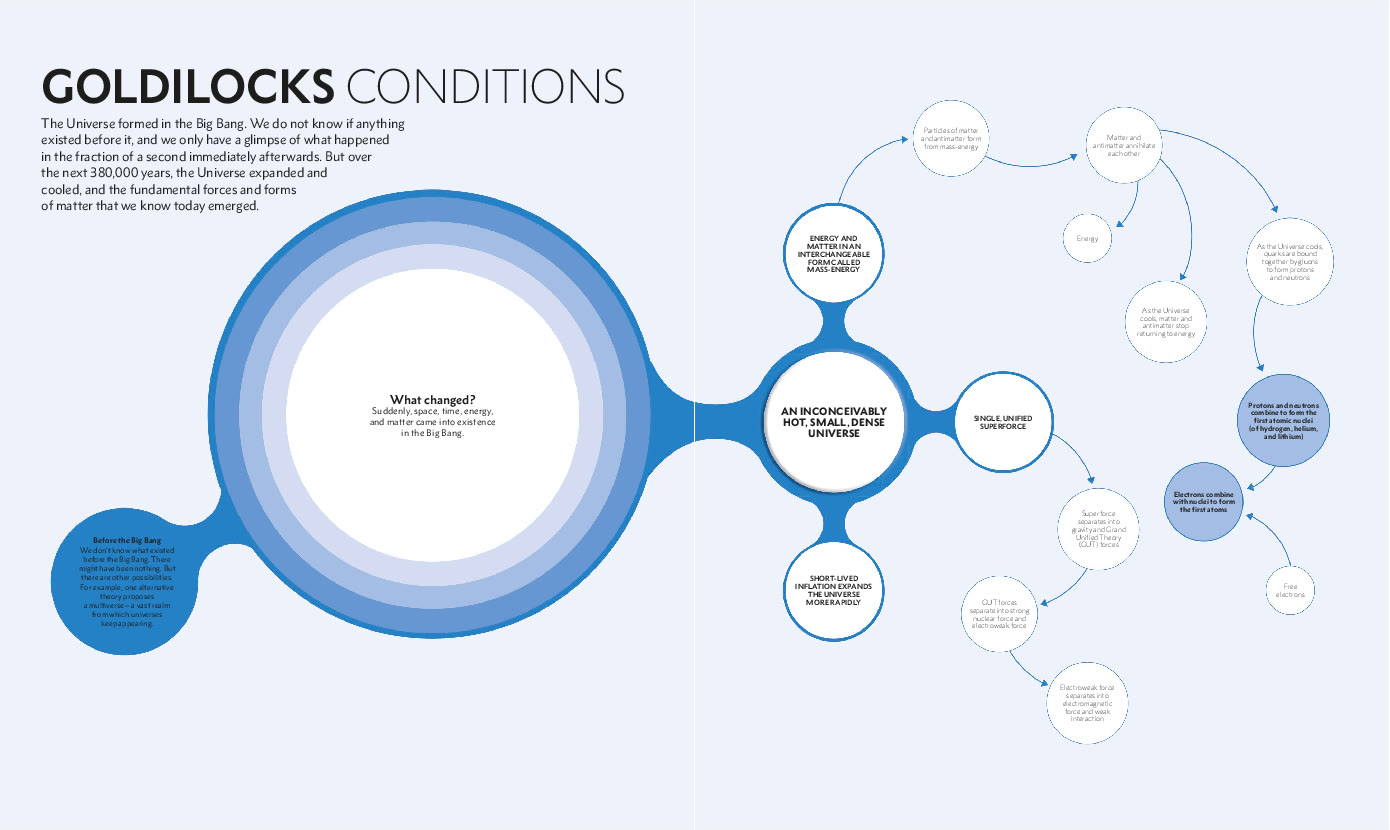 GOLDILOCKS CONDITIONS
The Universe formed in the Big Bang. We do not know if anything
existed before it, and we only have a glimpse of what happened
in the fraction of a second immediately afterwards. But over
the next 380,000 years, the Universe expanded and
cooled, and the fundamental forces and forms
of matter that we know today emerged.
What changed?
Suddenly, space, time, energy,
and matter came into existence
in the Big Bang.
Before the Big Bang
We don't know what existed
before the Big Bang. There
might have been nothing. But
there are other possibilities.
For example, one alternative
theory proposes
a multiverse – a vast realm
from which universes
keep appearing.
AN INCONCEIVABLY
HOT, SMALL, DENSE
UNIVERSE
ENERGY AND
MATTER IN AN
INTERCHANGEABLE
FORM CALLED
MASS-ENERGY
Particles of matter
and antimatter form
from mass-energy
Matter and
antimatter annihilate
each other
Energy
As the Universe
cools, matter and
antimatter stop
returning to energy
As the Universe cools,
quarks are bound
together by gluons
to form protons
and neutrons
Protons and neutrons
combine to form the
first atomic nuclei
(of hydrogen, helium,
and lithium)
Electrons combine
with nuclei to form
the first atoms
Free
electrons
SINGLE, UNIFIED
SUPERFORCE
Superforce
separates into
gravity and Grand
Unified Theory
(GUT) forces
GUT forces
separate into strong
nuclear force and
electroweak force
Electroweak force
separates into
electromagnetic
force and weak
interaction
SHORT-LIVED
INFLATION EXPANDS
THE UNIVERSE
MORE RAPIDLY